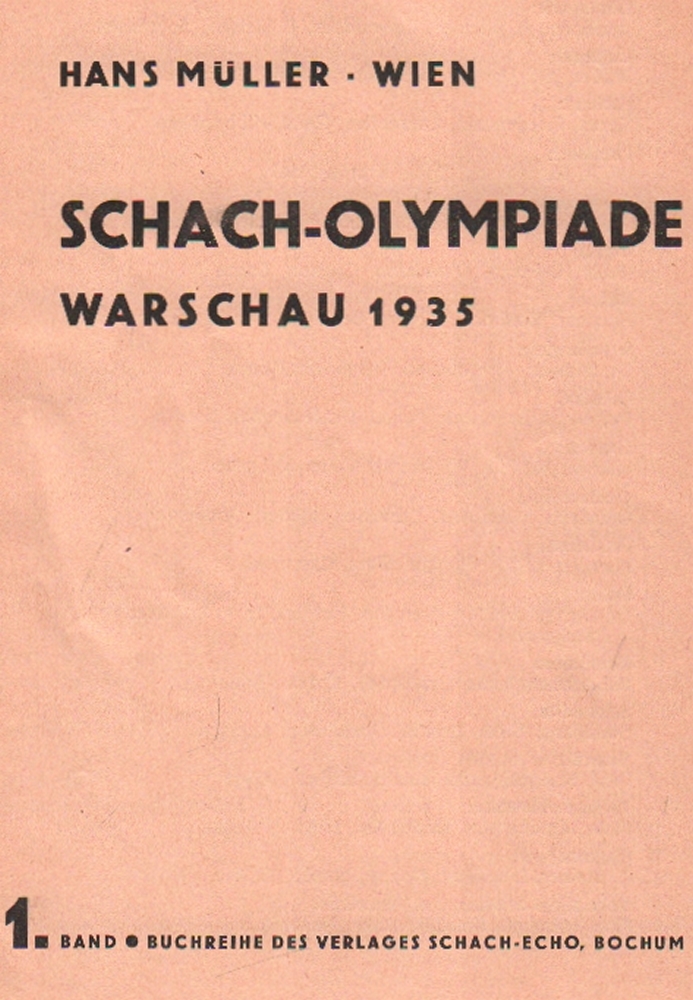 HANS MÜLLER · WIEN
SCHACH-OLYMPIADE
WARSCHAU 1935
1. BAND ● BUCHREIHE DES VERLAGES SCHACH-ECHO, BOCHUM